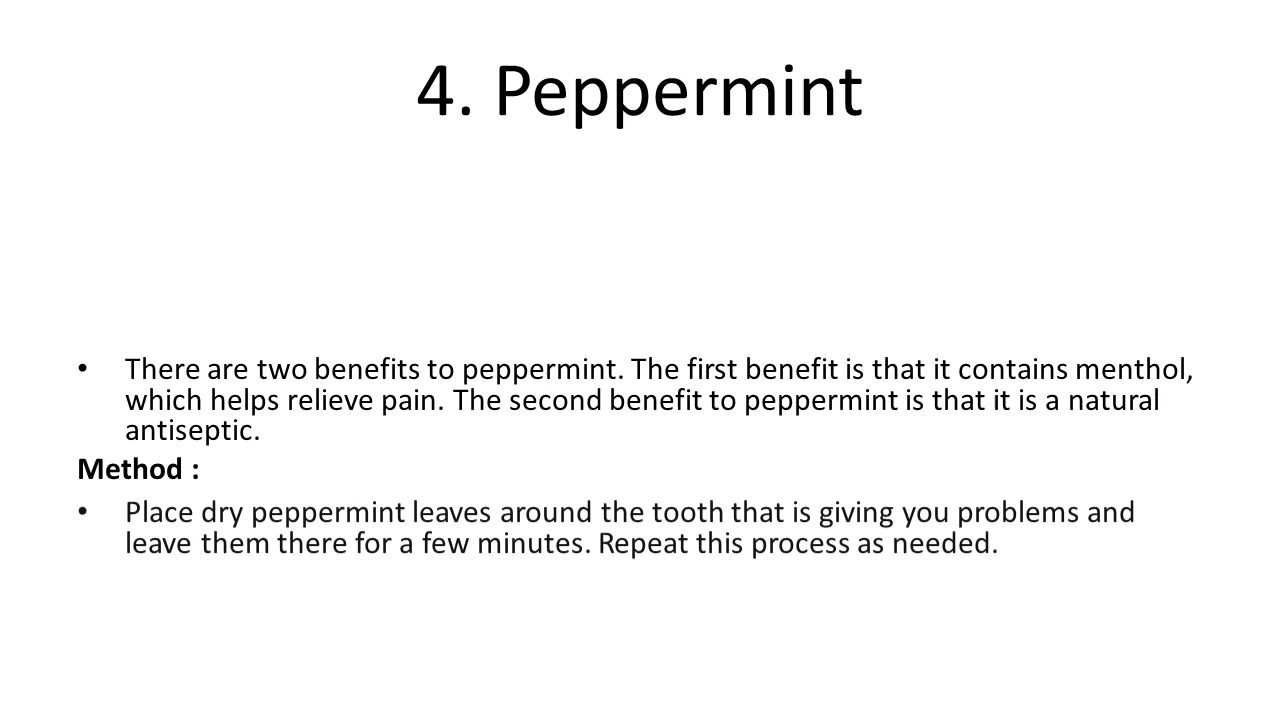 4. Peppermint
• There are two benefits to peppermint. The first benefit is that it contains menthol,
which helps relieve pain. The second benefit to peppermint is that it is a natural
antiseptic.
Method :
• Place dry peppermint leaves around the tooth that is giving you problems and
leave them there for a few minutes. Repeat this process as needed.